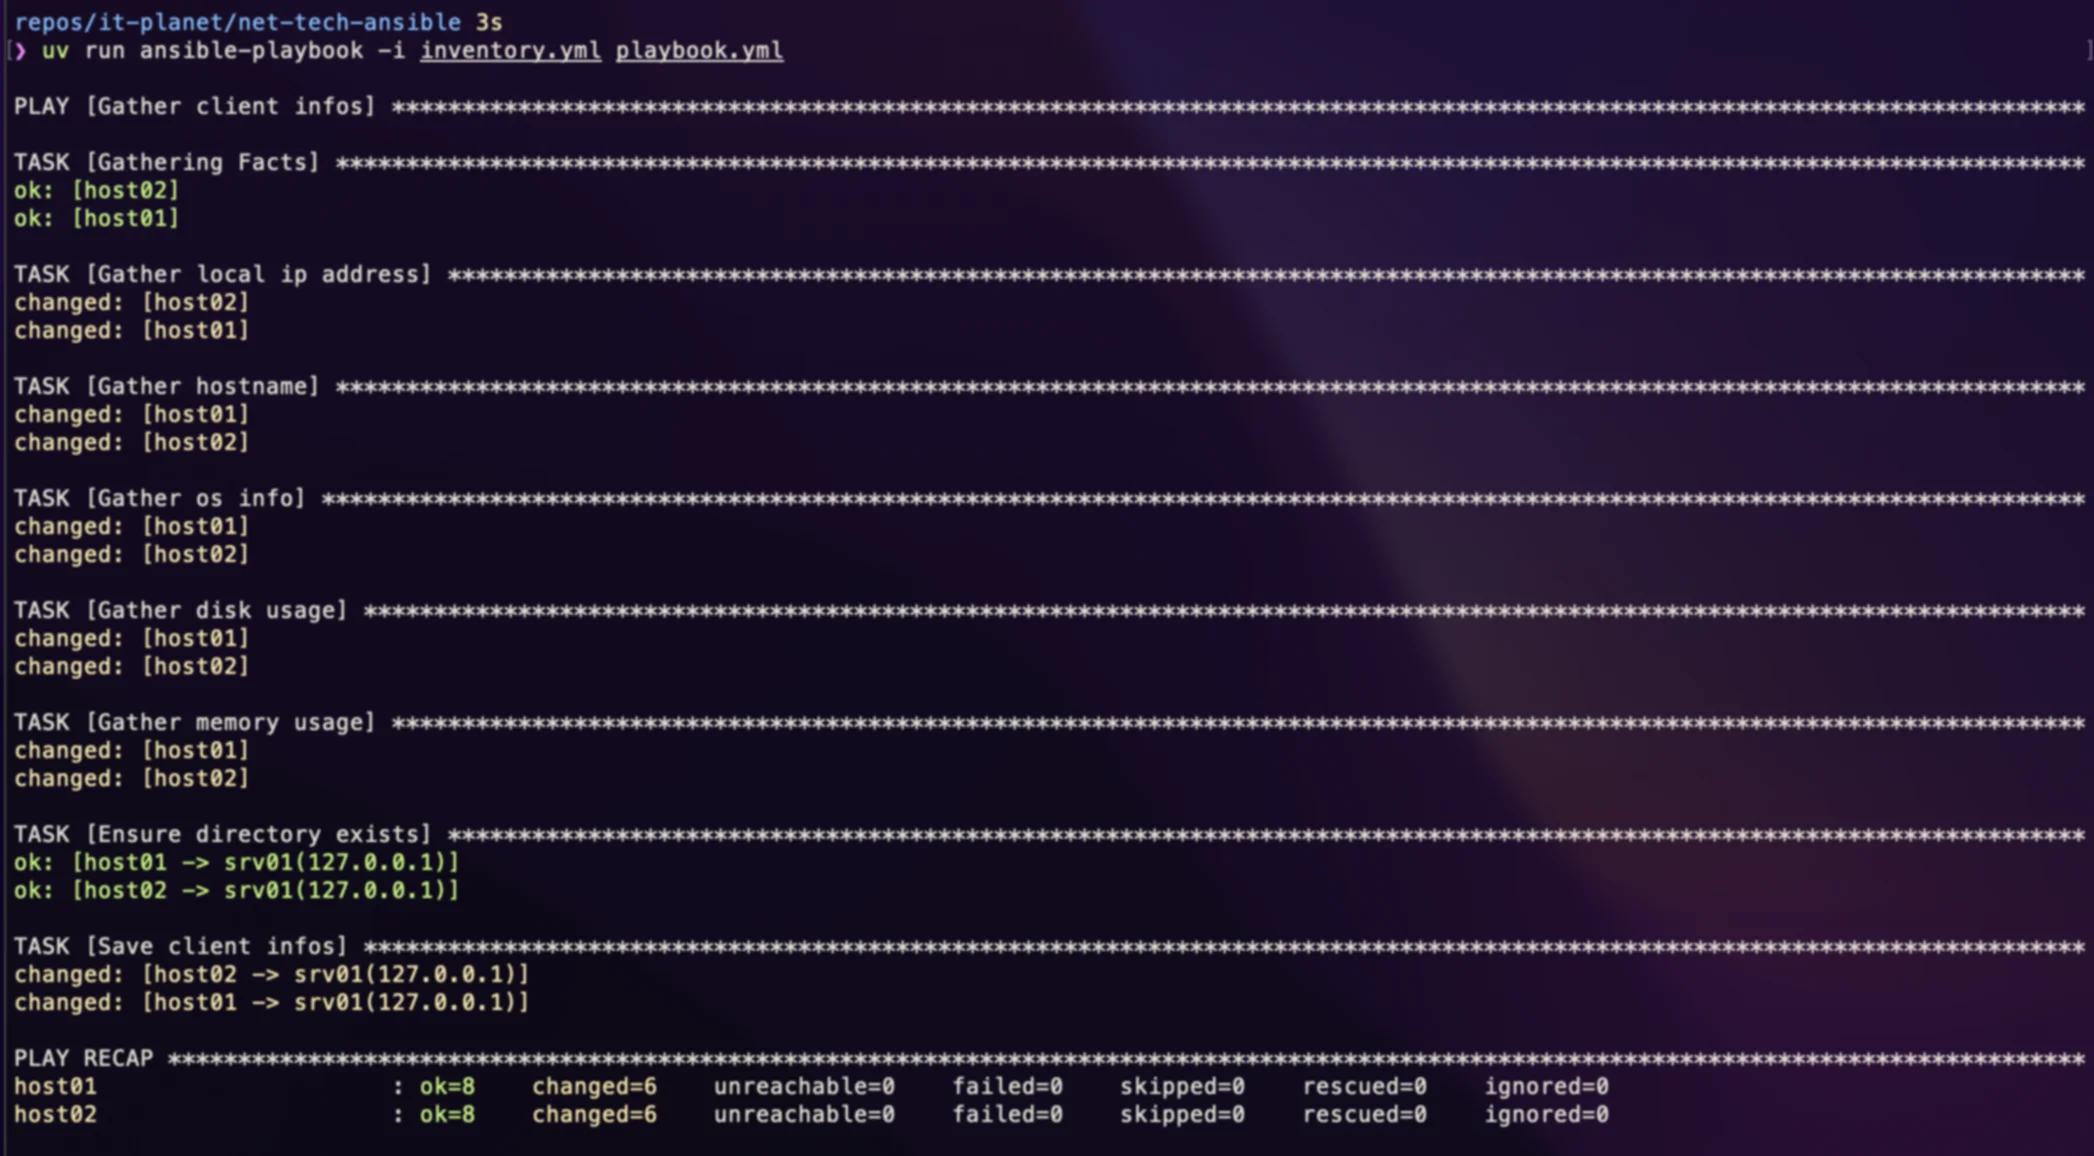 repos/it-planet/net-tech-ansible 3s
[❯ uv run ansible-playbook -i inventory.yml playbook.yml ]
PLAY [Gather client infos] *************************************************************************************************************************
TASK [Gathering Facts] *****************************************************************************************************************************
ok: [host02]
ok: [host01]
TASK [Gather local ip address] *********************************************************************************************************************
changed: [host02]
changed: [host01]
TASK [Gather hostname] *****************************************************************************************************************************
changed: [host01]
changed: [host02]
TASK [Gather os info] ******************************************************************************************************************************
changed: [host01]
changed: [host02]
TASK [Gather disk usage] ***************************************************************************************************************************
changed: [host01]
changed: [host02]
TASK [Gather memory usage] *************************************************************************************************************************
changed: [host01]
changed: [host02]
TASK [Ensure directory exists] *********************************************************************************************************************
ok: [host01 -> srv01(127.0.0.1)]
ok: [host02 -> srv01(127.0.0.1)]
TASK [Save client infos] ***************************************************************************************************************************
changed: [host02 -> srv01(127.0.0.1)]
changed: [host01 -> srv01(127.0.0.1)]
PLAY RECAP *****************************************************************************************************************************************
host01 : ok=8 changed=6 unreachable=0 failed=0 skipped=0 rescued=0 ignored=0
host02 : ok=8 changed=6 unreachable=0 failed=0 skipped=0 rescued=0 ignored=0